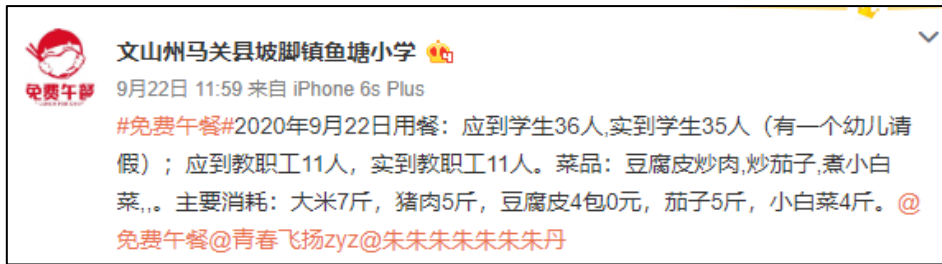 文山州马关县坡脚镇鱼塘小学
免费午餐
9月22日 11:59 来自 iPhone 6s Plus
#免费午餐#2020年9月22日用餐：应到学生36人,实到学生35人（有一个幼儿请
假）；应到教职工11人，实到教职工11人。菜品：豆腐皮炒肉,炒茄子,煮小白
菜,,。主要消耗：大米7斤，猪肉5斤，豆腐皮4包0元，茄子5斤，小白菜4斤。@
免费午餐@青春飞扬zyz@朱朱朱朱朱朱朱丹